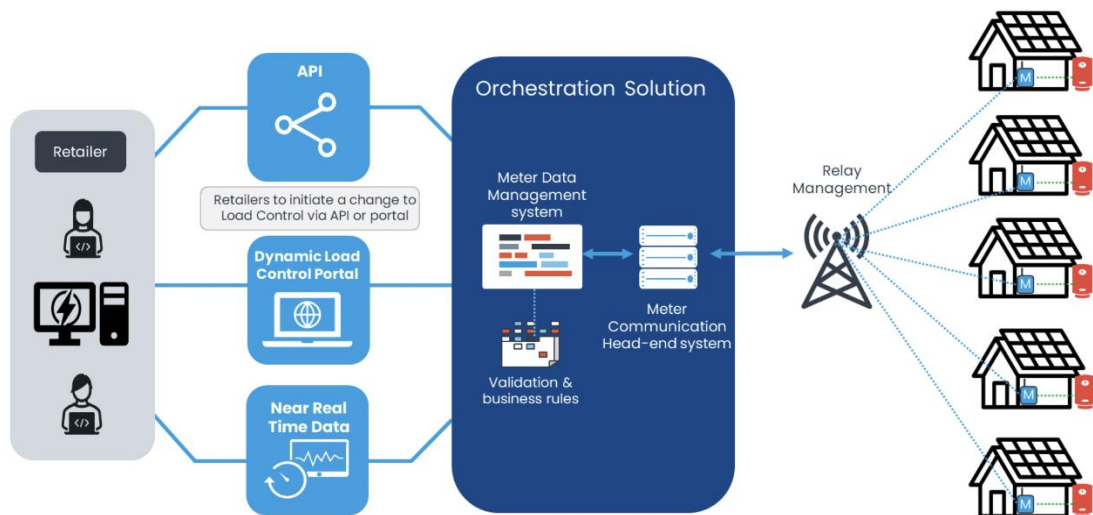 Retailer
</>
</>
API
Retailers to initiate a change to
Load Control via API or portal
Dynamic Load
Control Portal
Near Real
Time Data
Orchestration Solution
Meter Data
Management
system
Validation &
business rules
Meter
Communication
Head-end system
Relay
Management
M
M
M
M
M